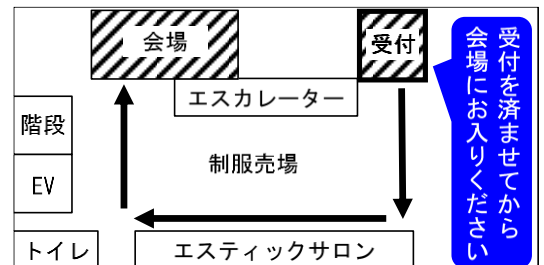 会場
受付
受付を済ませてから
会場にお入りください
エスカレーター
階段
制服売場
EV
トイレ
エスティックサロン